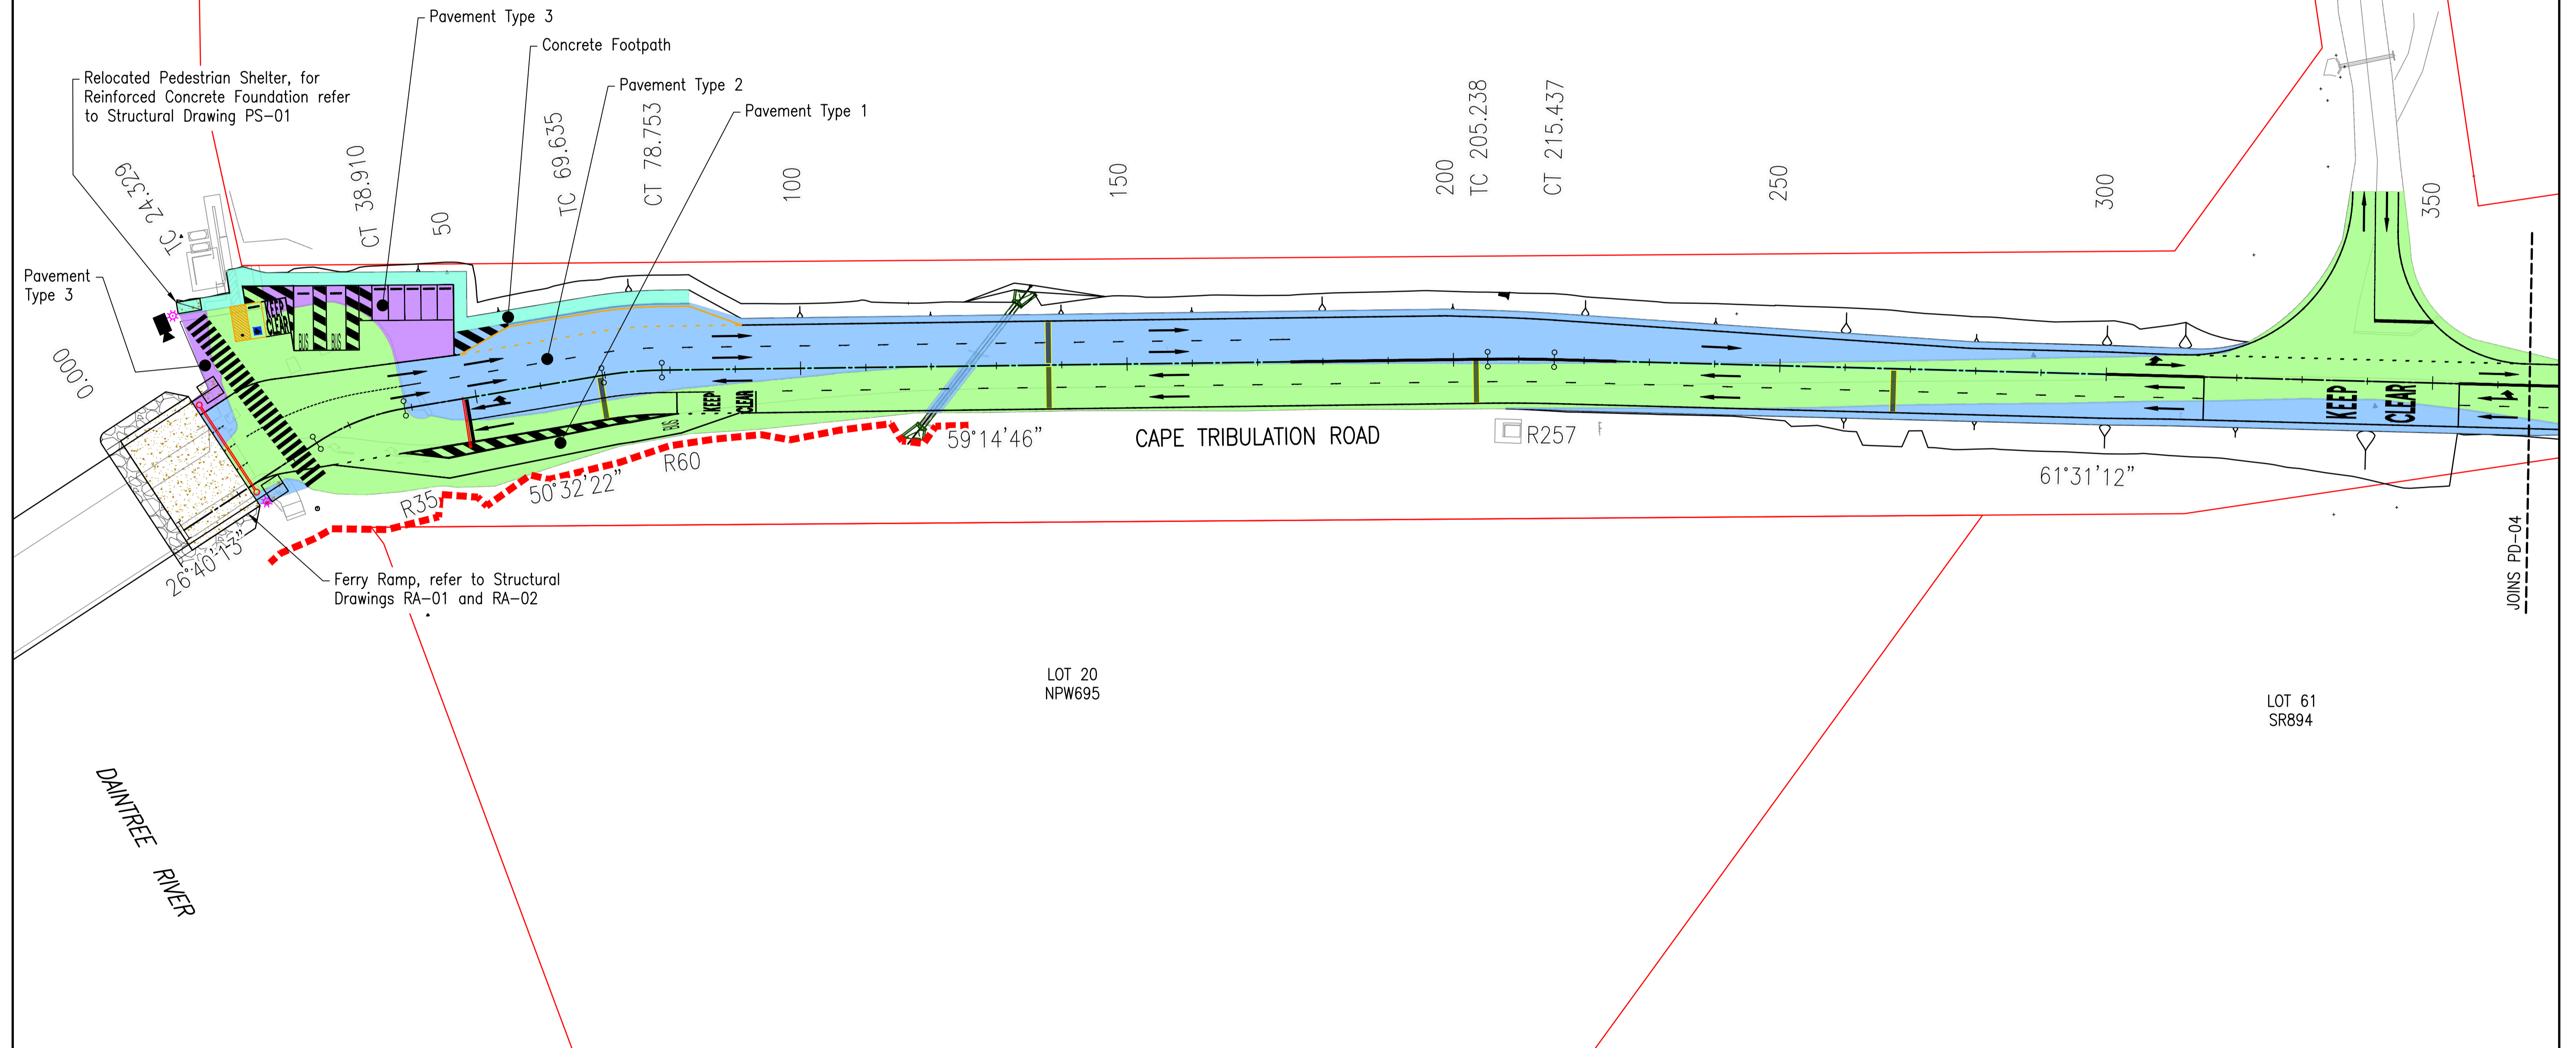 Pavement Type 3
Concrete Footpath
Relocated Pedestrian Shelter, for
Reinforced Concrete Foundation refer
to Structural Drawing PS-01
Pavement Type 2
Pavement Type 1
TC 24.329
CT 38.910
50
TC 69.635
CT 78.753
100
150
200
TC 205.238
CT 215.437
250
300
350
Pavement
Type 3
0.000
KEEP
CLEAR
BUS
BUS
KEEP
CLEAR
BUS
KEEP
CLEAR
R35
50°32'22"
R60
59°14'46"
CAPE TRIBULATION ROAD
R257
61°31'12"
26°40'13"
Ferry Ramp, refer to Structural
Drawings RA-01 and RA-02
JOINS PD-04
LOT 20
NPW695
LOT 61
SR894
DAINTREE RIVER